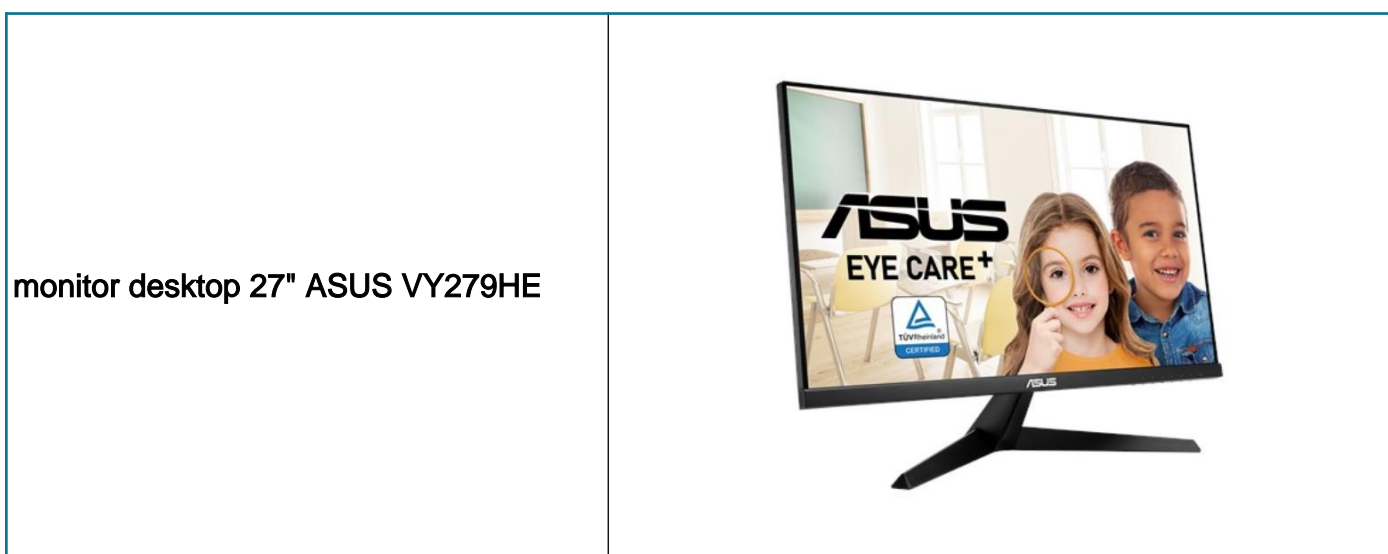 monitor desktop 27" ASUS VY279HE
ASUS
EYE CARE+
TÜVRheinland
®
CERTIFIED
ASUS